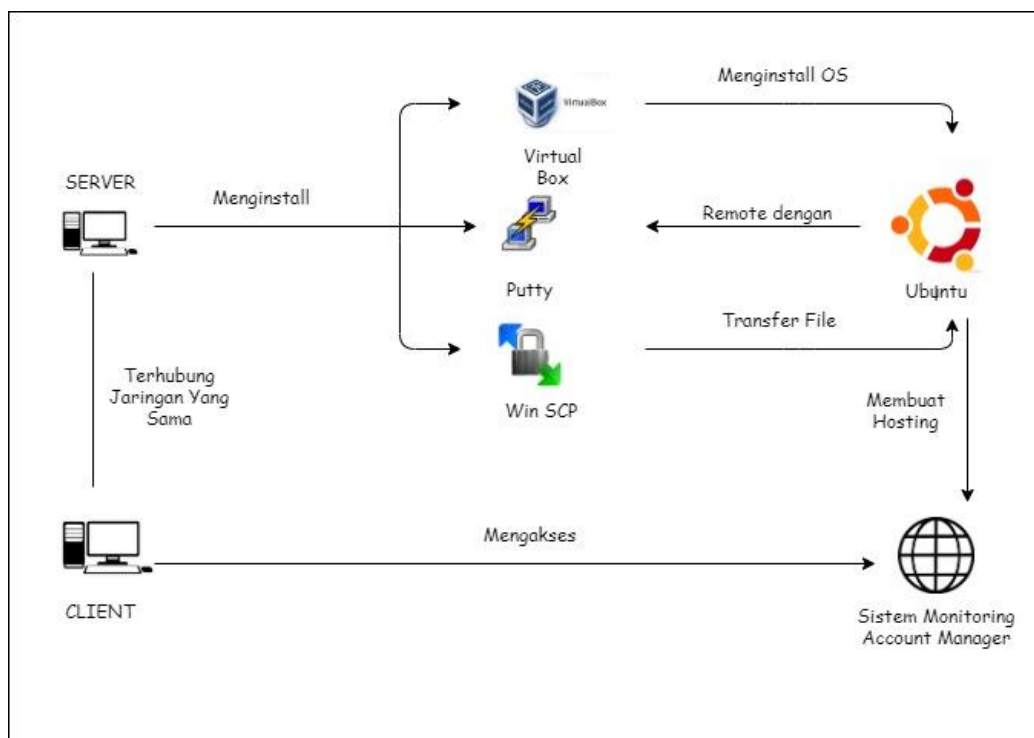 Menginstall OS
VirtualBox
Virtual
Box
SERVER
Menginstall
Remote dengan
Putty
Ubuntu
Transfer File
Win SCP
Terhubung
Jaringan Yang
Sama
Membuat
Hosting
Mengakses
CLIENT
Sistem Monitoring
Account Manager